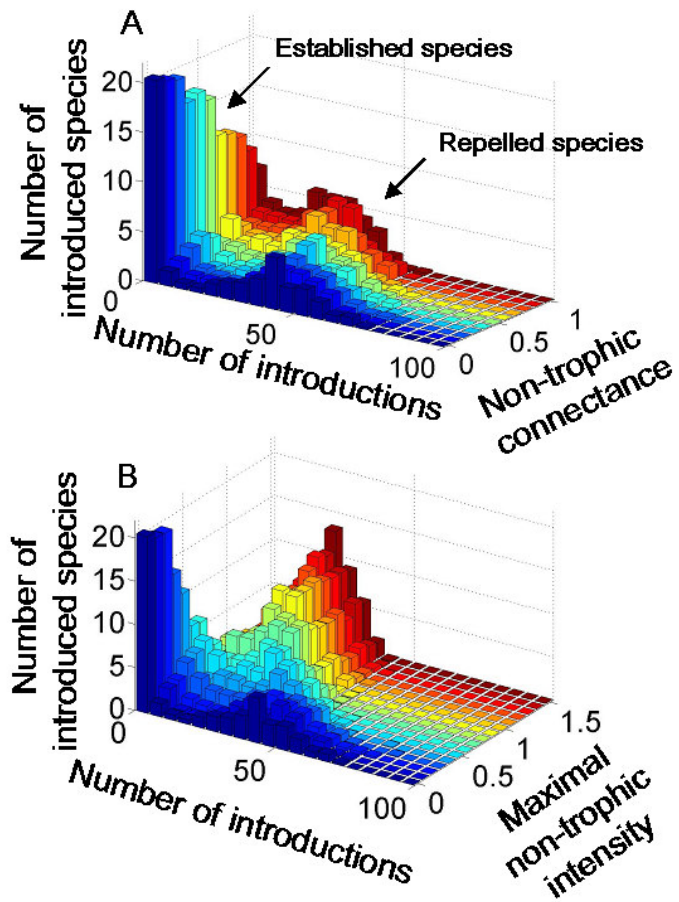 A
Established species
Repelled species
Number of
introduced species
20
15
10
5
0
0
50
100
Number of introductions
0
0.5
1
Non-trophic
connectance
B
Number of
introduced species
20
15
10
5
0
0
50
100
Number of introductions
0
0.5
1
1.5
Maximal
non-trophic
intensity